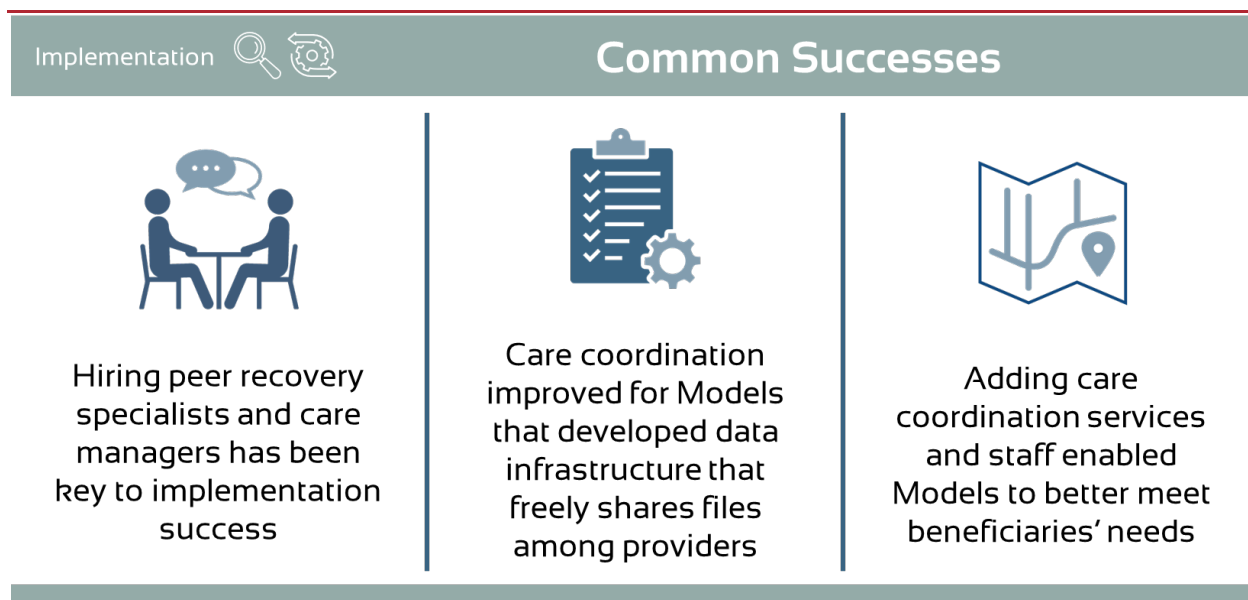 Implementation
Common Successes
Hiring peer recovery
specialists and care
managers has been
key to implementation
success
Care coordination
improved for Models
that developed data
infrastructure that
freely shares files
among providers
Adding care
coordination services
and staff enabled
Models to better meet
beneficiaries’ needs